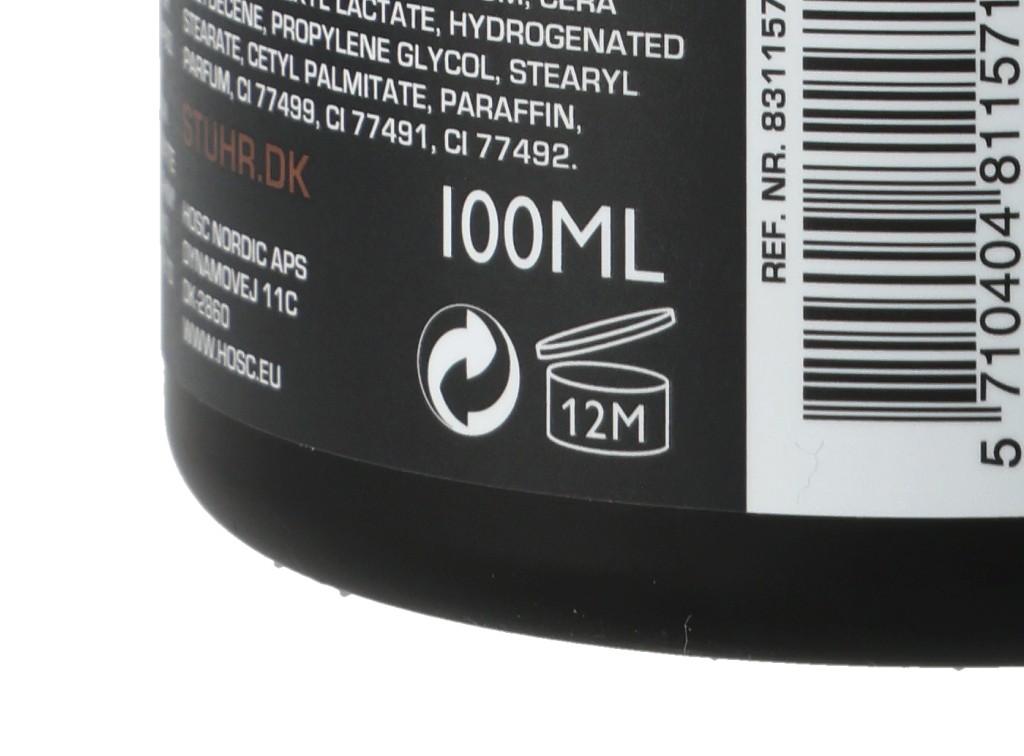 LACTATE, HYDROGENATED
PROPYLENE GLYCOL, STEARYL
STEARATE, CETYL PALMITATE, PARAFFIN,
PARFUM, CI 77499, CI 77491, CI 77492.
STUHR.DK
HOSC NORDIC APS
DYNAMOVEJ 11C
DK-2860
WWW.HOSC.EU
100ML
12M
REF. NR. 831157
5 710404 811571